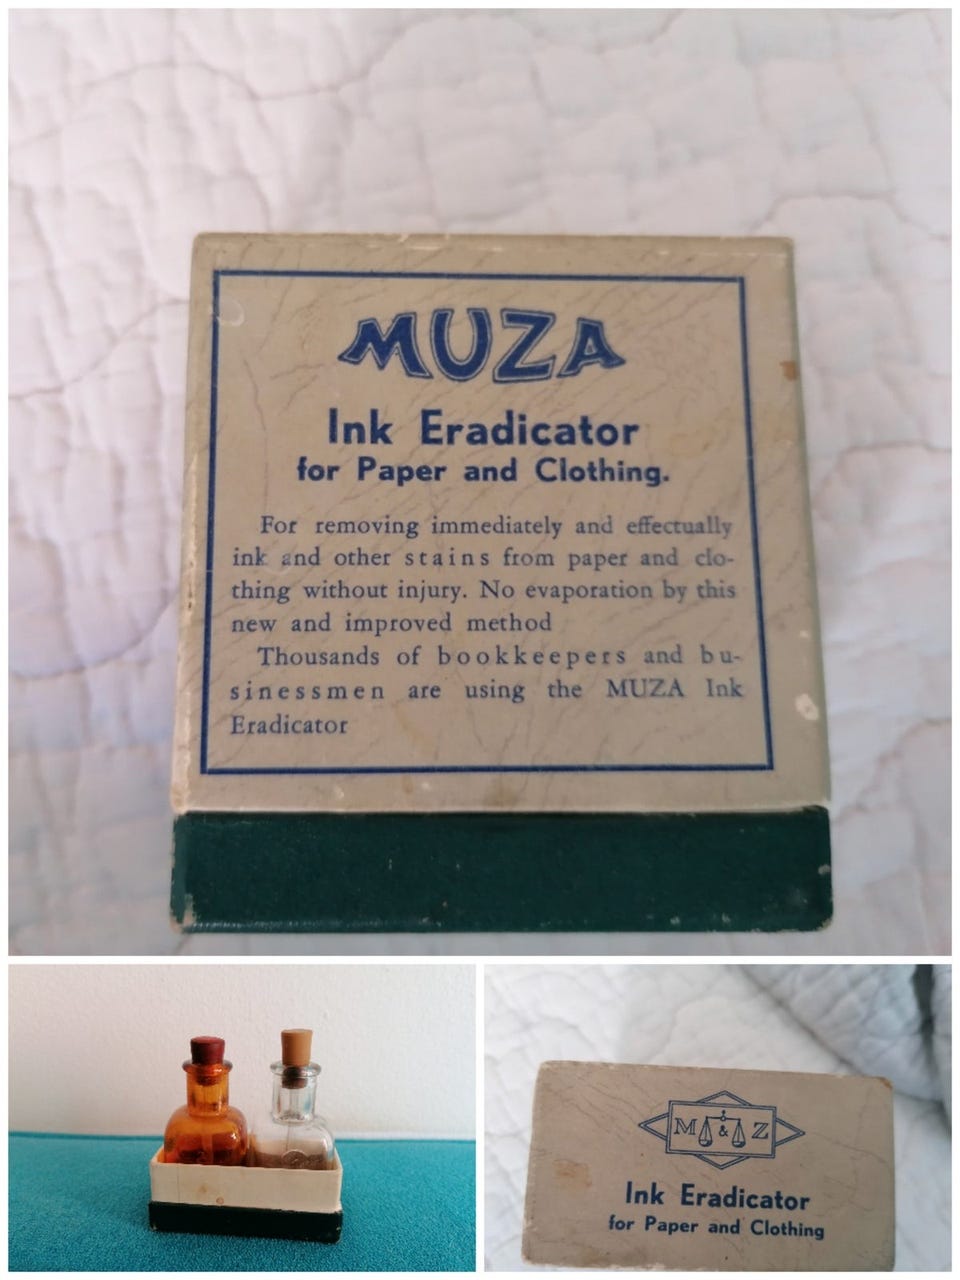 MUZA
Ink Eradicator
for Paper and Clothing.
For removing immediately and effectually
ink and other stains from paper and clo-
thing without injury. No evaporation by this
new and improved method
Thousands of bookkeepers and bu-
sinessmen are using the MUZA Ink
Eradicator
M & Z
Ink Eradicator
for Paper and Clothing